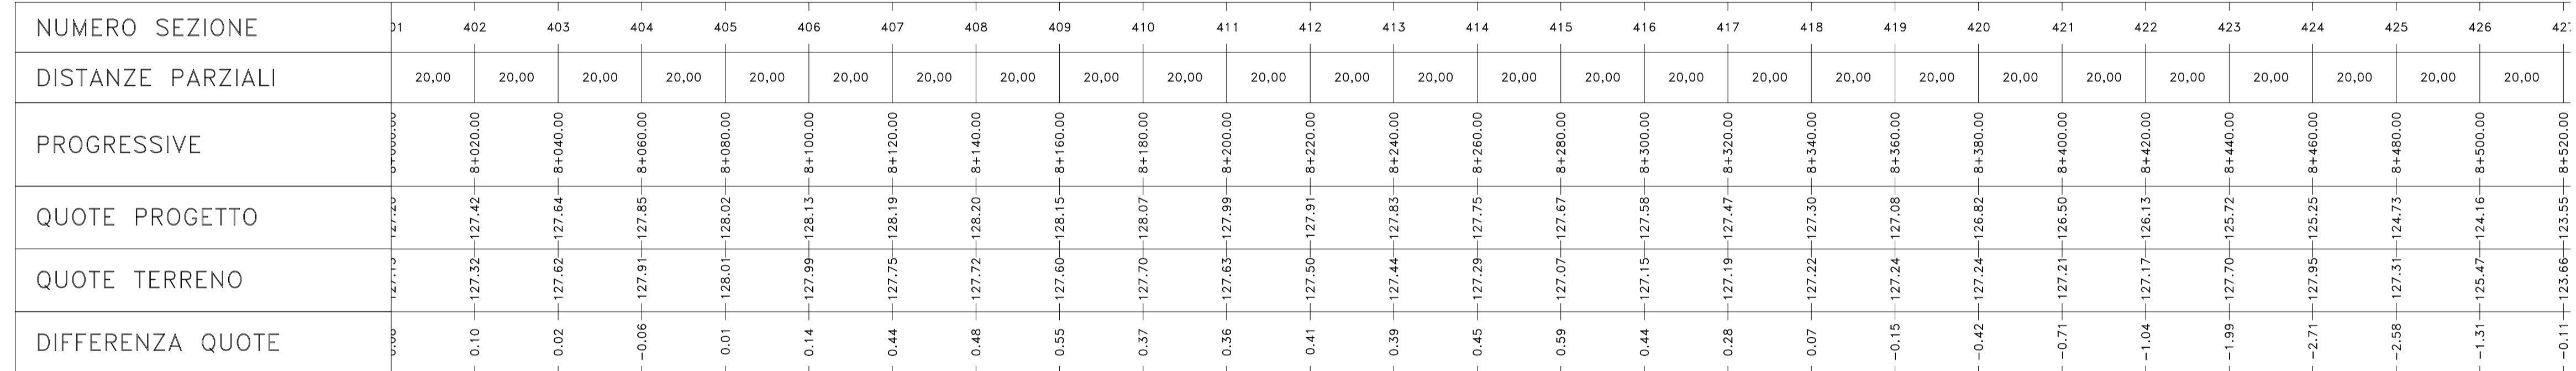 NUMERO SEZIONE 402 403 404 405 406 407 408 409 410 411 412 413 414 415 416 417 418 419 420 421 422 423 424 425 426
DISTANZE PARZIALI 20,00 20,00 20,00 20,00 20,00 20,00 20,00 20,00 20,00 20,00 20,00 20,00 20,00 20,00 20,00 20,00 20,00 20,00 20,00 20,00 20,00 20,00 20,00 20,00 20,00 20,00
PROGRESSIVE 8+020.00 8+040.00 8+060.00 8+080.00 8+100.00 8+120.00 8+140.00 8+160.00 8+180.00 8+200.00 8+220.00 8+240.00 8+260.00 8+280.00 8+300.00 8+320.00 8+340.00 8+360.00 8+380.00 8+400.00 8+420.00 8+440.00 8+460.00 8+480.00 8+500.00 8+520.00
QUOTE PROGETTO 127.42 127.64 127.85 128.02 128.13 128.19 128.20 128.15 128.07 127.99 127.91 127.83 127.75 127.67 127.58 127.47 127.30 127.08 126.82 126.50 126.13 125.72 125.25 124.73 124.16 123.55
QUOTE TERRENO 127.32 127.62 127.91 128.01 127.99 127.75 127.72 127.60 127.70 127.63 127.50 127.44 127.29 127.07 127.15 127.19 127.22 127.24 127.24 127.21 127.17 127.70 127.95 127.31 125.47 123.66
DIFFERENZA QUOTE 0.10 0.02 -0.06 0.01 0.14 0.44 0.48 0.55 0.37 0.36 0.41 0.39 0.45 0.59 0.44 0.28 0.07 -0.15 -0.42 -0.71 -1.04 -1.99 -2.71 -2.58 -1.31 -0.11